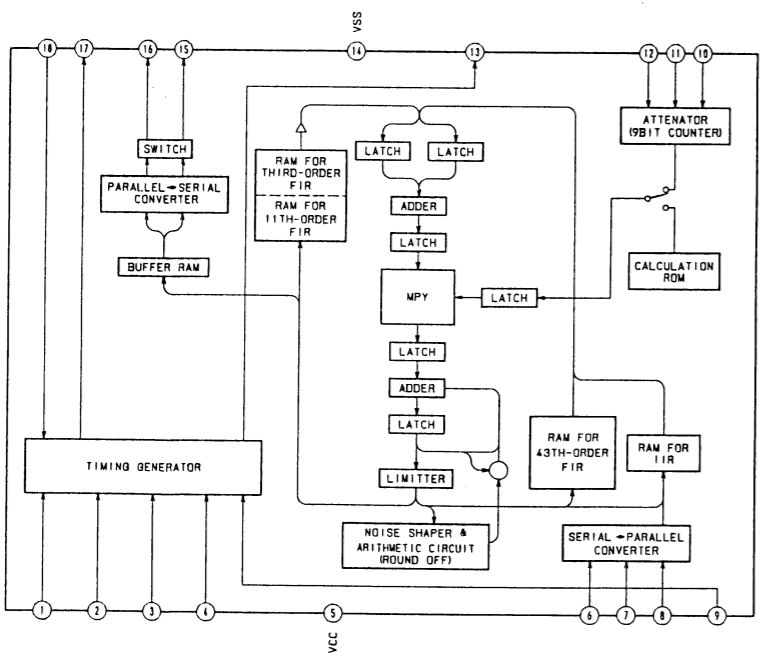 VSS
18 17 16 15 14 13 12 11 10
SWITCH
PARALLEL→SERIAL
CONVERTER
BUFFER RAM
RAM FOR
THIRD-ORDER
FIR
RAM FOR
11TH-ORDER
FIR
LATCH LATCH
ADDER
LATCH
MPY
LATCH
LATCH
ADDER
LATCH
LIMITTER
NOISE SHAPER &
ARITHMETIC CIRCUIT
(ROUND OFF)
ATTENATOR
(9BIT COUNTER)
CALCULATION
ROM
RAM FOR
43TH-ORDER
FIR
RAM FOR
IIR
SERIAL→PARALLEL
CONVERTER
TIMING GENERATOR
1 2 3 4 5 6 7 8 9
VCC